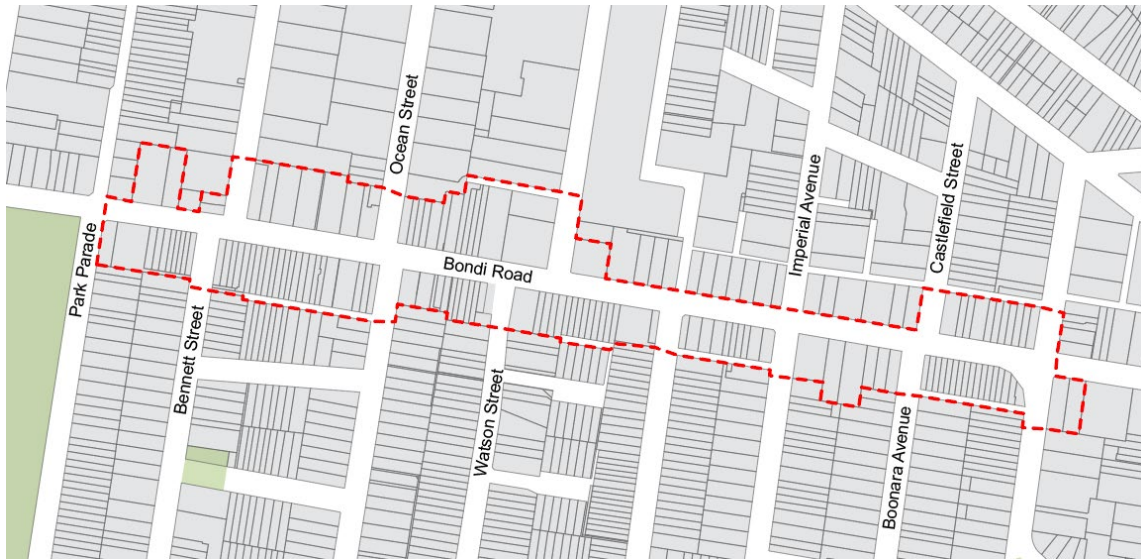 Ocean Street
Imperial Avenue
Castlefield Street
Bondi Road
Park Parade
Bennett Street
Watson Street
Boonara Avenue